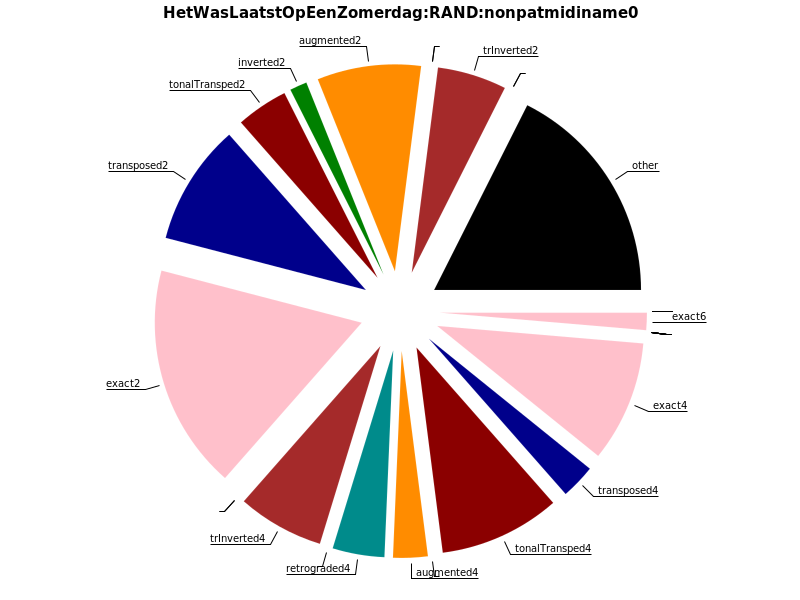 HetWasLaatstOpEenZomerdag:RAND:nonpatmidiname0
augmented2
trInverted2
inverted2
tonalTransped2
transposed2
other
exact6
exact2
exact4
transposed4
trInverted4
tonalTransped4
retrograded4
augmented4